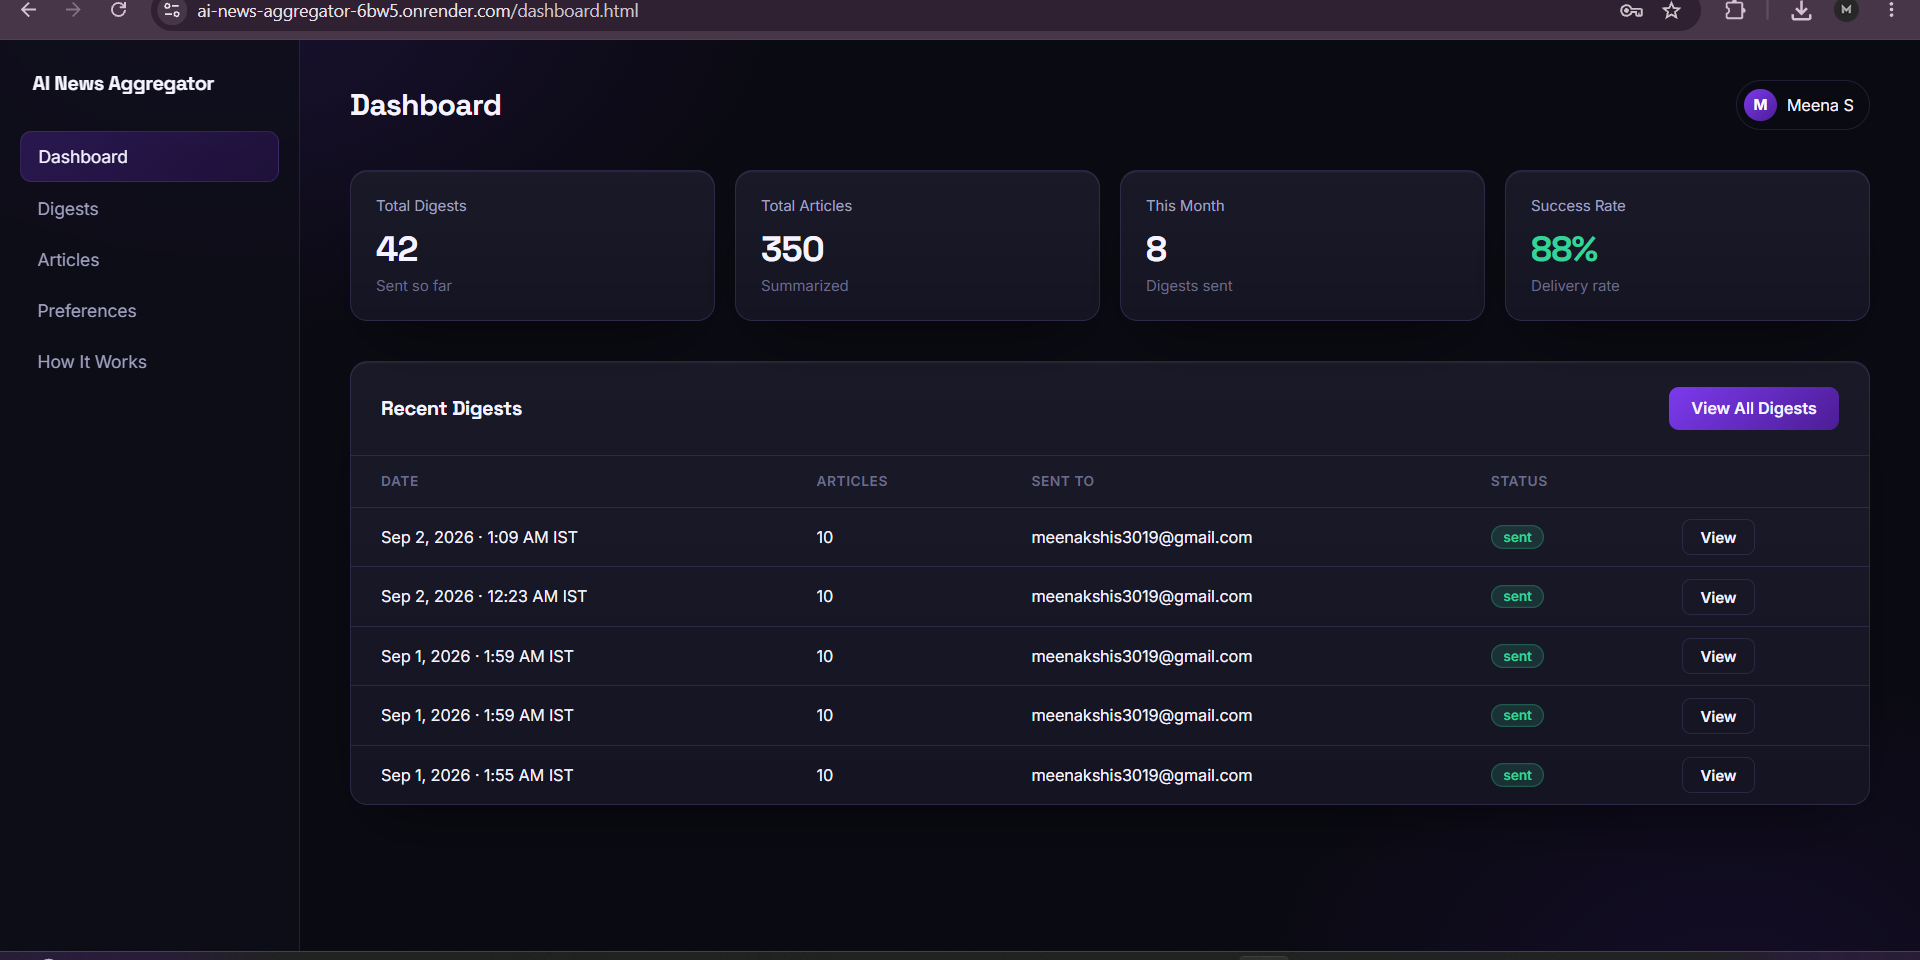 ai-news-aggregator-6bw5.onrender.com/dashboard.html
M
AI News Aggregator
Dashboard
Digests
Articles
Preferences
How It Works
Dashboard
M Meena S
Total Digests
42
Sent so far
Total Articles
350
Summarized
This Month
8
Digests sent
Success Rate
88%
Delivery rate
Recent Digests
View All Digests
DATE ARTICLES SENT TO STATUS
Sep 2, 2026 · 1:09 AM IST 10 meenakshis3019@gmail.com sent View
Sep 2, 2026 · 12:23 AM IST 10 meenakshis3019@gmail.com sent View
Sep 1, 2026 · 1:59 AM IST 10 meenakshis3019@gmail.com sent View
Sep 1, 2026 · 1:59 AM IST 10 meenakshis3019@gmail.com sent View
Sep 1, 2026 · 1:55 AM IST 10 meenakshis3019@gmail.com sent View